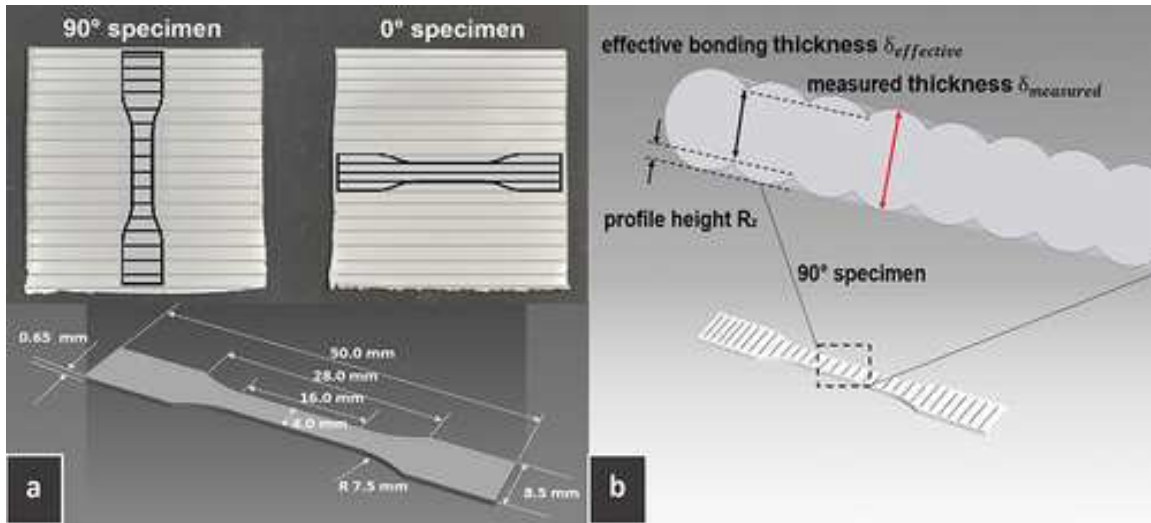 90° specimen
0° specimen
0.65 mm
50.0 mm
28.0 mm
16.0 mm
4.0 mm
R 7.5 mm
8.5 mm
a
effective bonding thickness δeffective
measured thickness δmeasured
profile height Rz
90° specimen
b